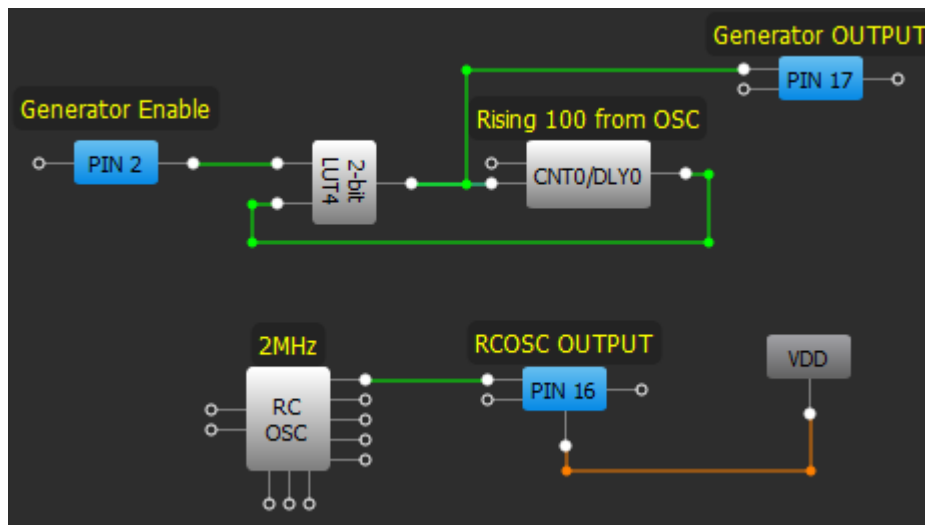 Generator OUTPUT
PIN 17
Generator Enable
Rising 100 from OSC
PIN 2
2-bit
LUT4
CNT0/DLY0
2MHz
RCOSC OUTPUT
VDD
RC
OSC
PIN 16